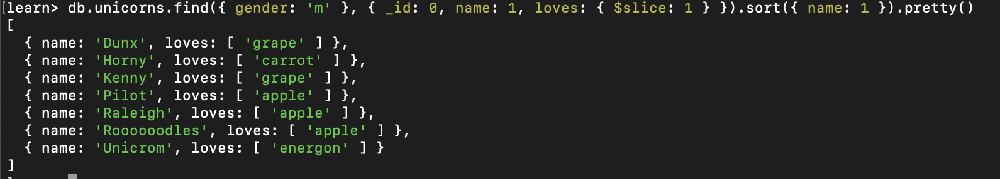 [learn> db.unicorns.find({ gender: 'm' }, { _id: 0, name: 1, loves: { $slice: 1 } }).sort({ name: 1 }).pretty()
[
  { name: 'Dunx', loves: [ 'grape' ] },
  { name: 'Horny', loves: [ 'carrot' ] },
  { name: 'Kenny', loves: [ 'grape' ] },
  { name: 'Pilot', loves: [ 'apple' ] },
  { name: 'Raleigh', loves: [ 'apple' ] },
  { name: 'Roooooodles', loves: [ 'apple' ] },
  { name: 'Unicrom', loves: [ 'energon' ] }
]